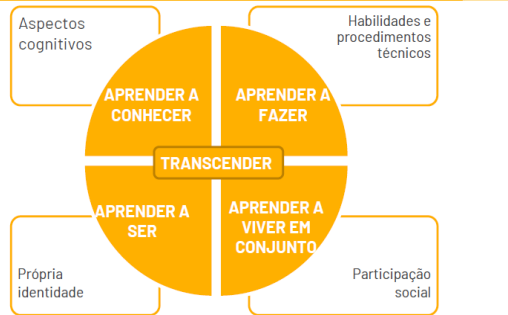 Aspectos
cognitivos
Habilidades e
procedimentos
técnicos
APRENDER A
CONHECER
APRENDER A
FAZER
TRANSCENDER
APRENDER A
SER
APRENDER A
VIVER EM
CONJUNTO
Própria
identidade
Participação
social